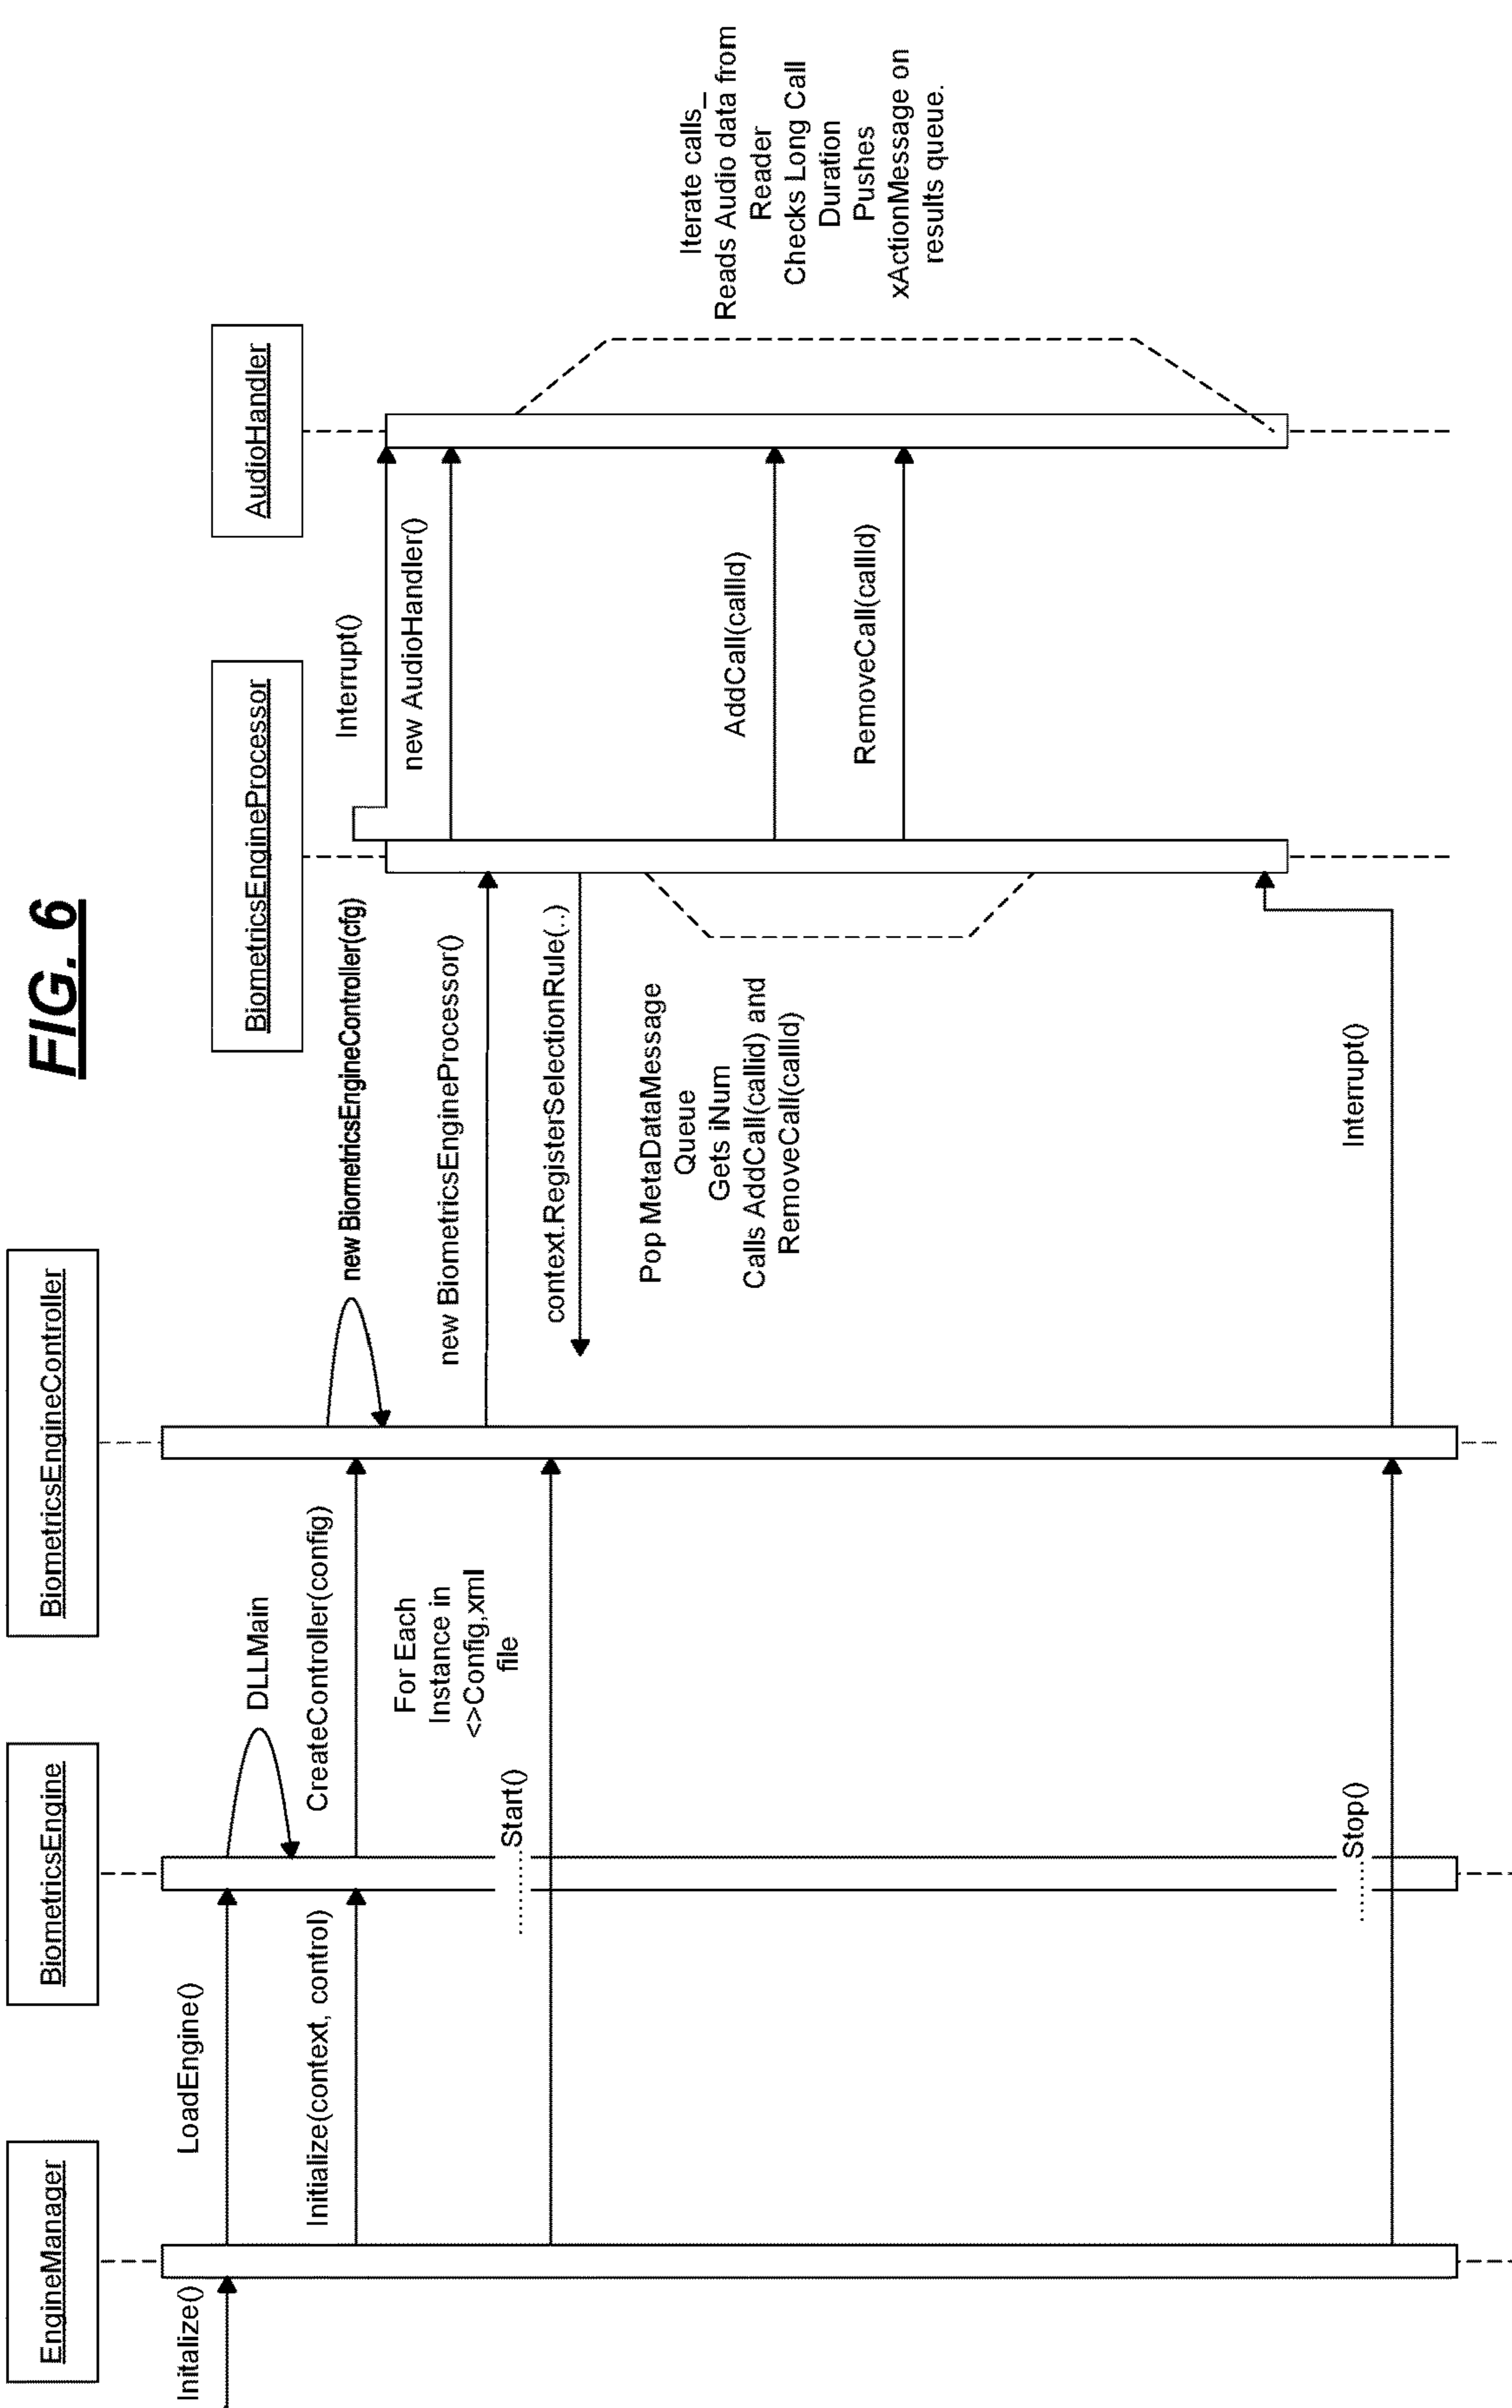 FIG. 6
EngineManager
BiometricsEngine
BiometricsEngineController
BiometricsEngineProcessor
AudioHandler
Initalize()
LoadEngine()
DLLMain
Initialize(context, control)
CreateController(config)
new BiometricsEngineController(cfg)
Interrupt()
new AudioHandler()
For Each
Instance in
<>Config,xml
file
new BiometricsEngineProcessor()
Start()
context.RegisterSelectionRule(..)
Pop MetaDataMessage
Queue
Gets iNum
Calls AddCall(callid) and
RemoveCall(callId)
AddCall(callId)
RemoveCall(callId)
Iterate calls_
Reads Audio data from
Reader
Checks Long Call
Duration
Pushes
xActionMessage on
results queue.
Stop()
Interrupt()